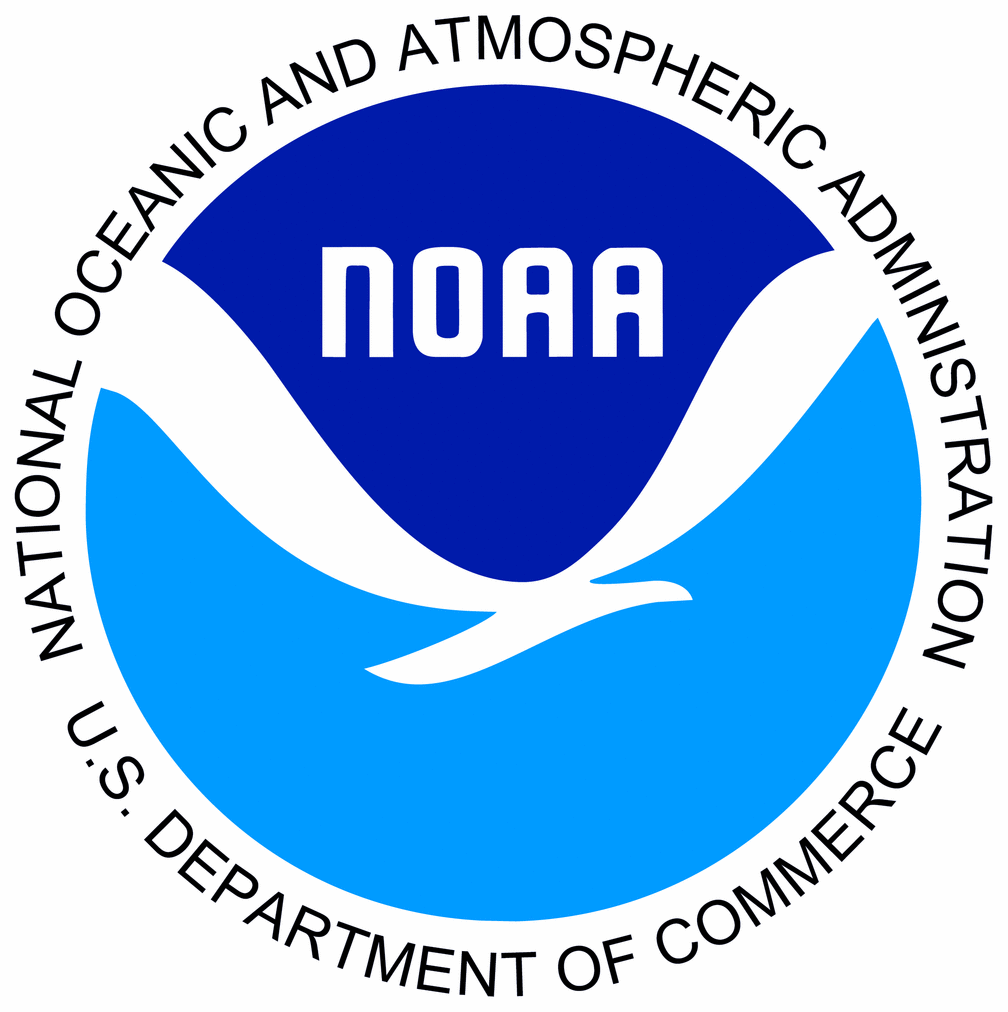 NATIONAL OCEANIC AND ATMOSPHERIC ADMINISTRATION
NOAA
U.S. DEPARTMENT OF COMMERCE